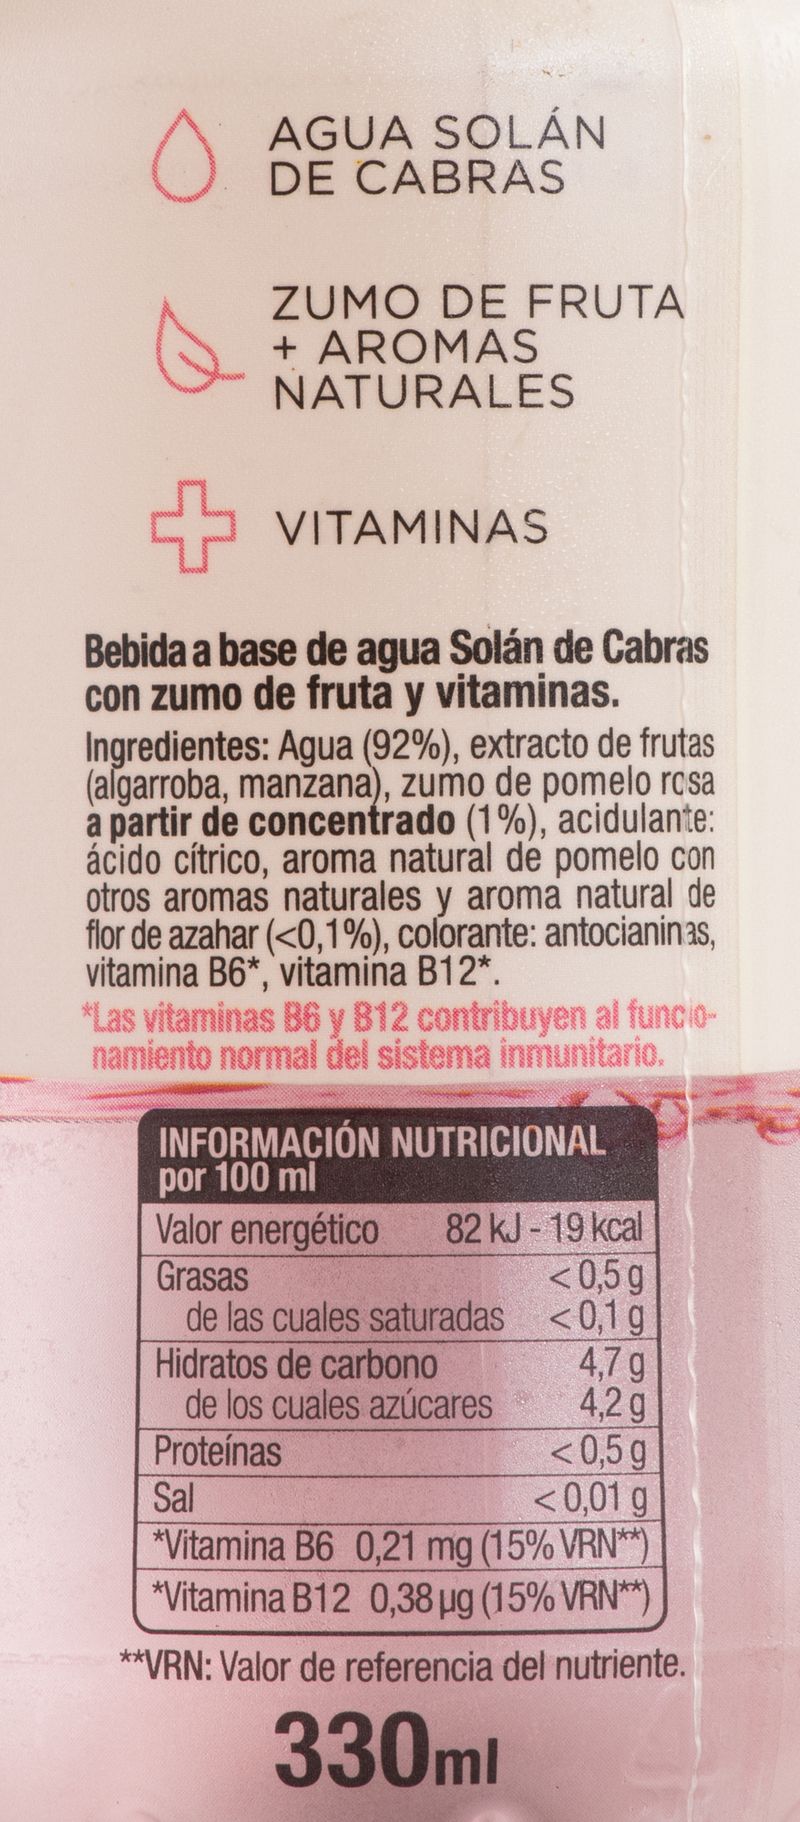 AGUA SOLÁN
DE CABRAS
ZUMO DE FRUTA
+ AROMAS
NATURALES
VITAMINAS
Bebida a base de agua Solán de Cabras
con zumo de fruta y vitaminas.
Ingredientes: Agua (92%), extracto de frutas
(algarroba, manzana), zumo de pomelo rosa
a partir de concentrado (1%), acidulante:
ácido cítrico, aroma natural de pomelo con
otros aromas naturales y aroma natural de
flor de azahar (<0,1%), colorante: antocianinas,
vitamina B6*, vitamina B12*.
*Las vitaminas B6 y B12 contribuyen al funcio-
namiento normal del sistema inmunitario.
INFORMACIÓN NUTRICIONAL
por 100 ml
Valor energético 82 kJ - 19 kcal
Grasas <0,5 g
de las cuales saturadas <0,1 g
Hidratos de carbono 4,7 g
de los cuales azúcares 4,2 g
Proteínas <0,5 g
Sal <0,01 g
*Vitamina B6 0,21 mg (15% VRN**)
*Vitamina B12 0,38 µg (15% VRN**)
**VRN: Valor de referencia del nutriente.
330ml